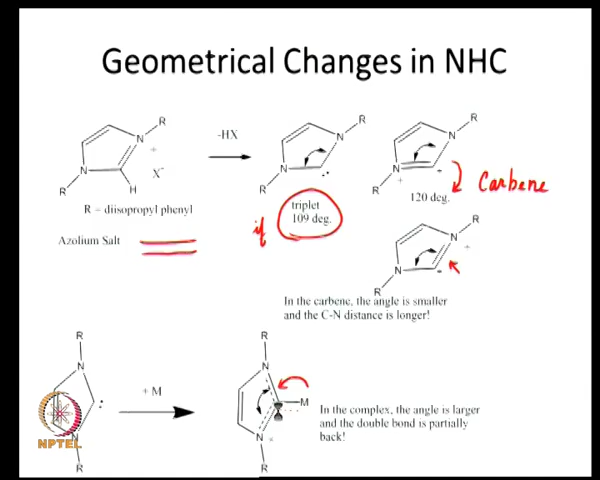 Geometrical Changes in NHC
R
N
+
R
N
H
X-
R = diisopropyl phenyl
Azolium Salt
-HX
R
N
N
R
:
triplet
109 deg.
if
R
N
N
+
-
R
120 deg.
Carbene
R
N
+
N
-
R
In the carbene, the angle is smaller
and the C-N distance is longer!
R
N
:
N
R
NPTEL
+ M
R
N
M
N
+
R
In the complex, the angle is larger
and the double bond is partially
back!